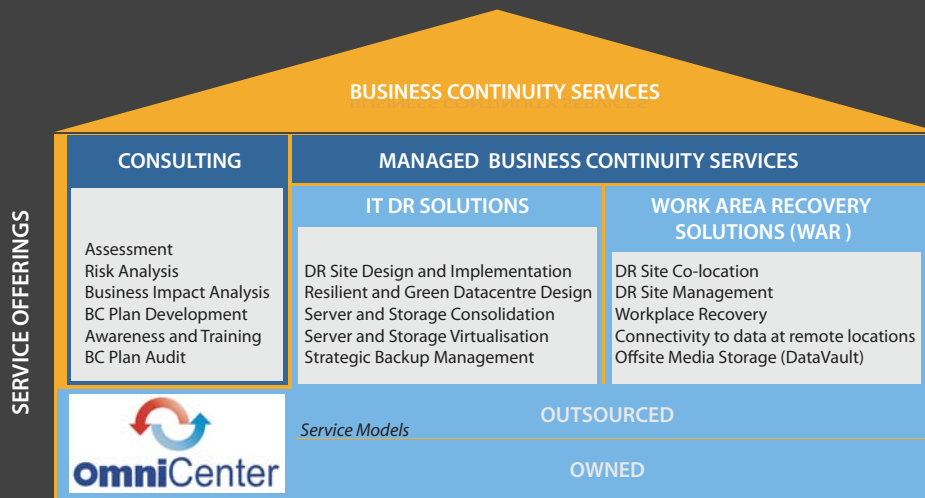 BUSINESS CONTINUITY SERVICES
SERVICE OFFERINGS
CONSULTING
Assessment
Risk Analysis
Business Impact Analysis
BC Plan Development
Awareness and Training
BC Plan Audit
MANAGED BUSINESS CONTINUITY SERVICES
IT DR SOLUTIONS
DR Site Design and Implementation
Resilient and Green Datacentre Design
Server and Storage Consolidation
Server and Storage Virtualisation
Strategic Backup Management
WORK AREA RECOVERY
SOLUTIONS (WAR )
DR Site Co-location
DR Site Management
Workplace Recovery
Connectivity to data at remote locations
Offsite Media Storage (DataVault)
omniCenter
Service Models
OUTSOURCED
OWNED